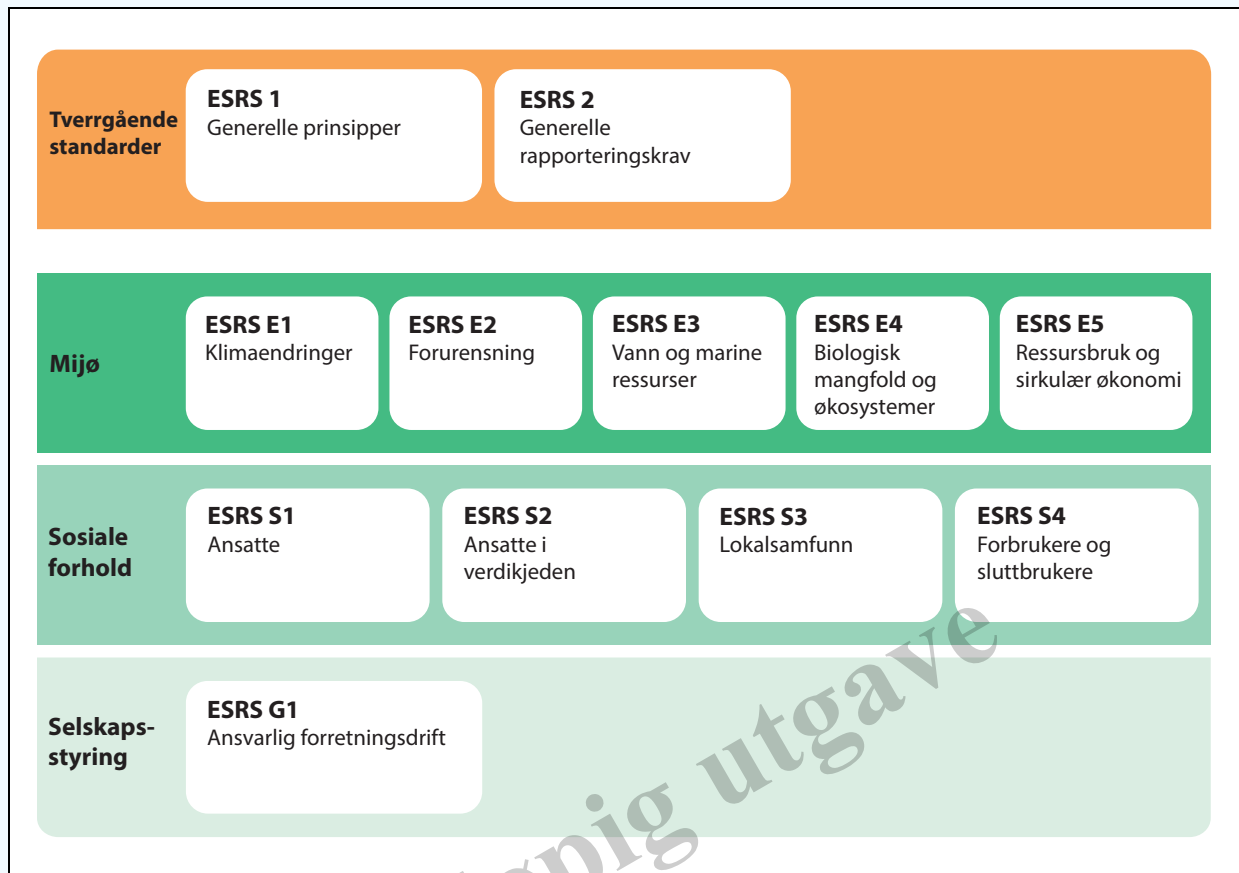 Tverrgående
standarder
ESRS 1
Generelle prinsipper
ESRS 2
Generelle
rapporteringskrav
Mijø
ESRS E1
Klimaendringer
ESRS E2
Forurensning
ESRS E3
Vann og marine
ressurser
ESRS E4
Biologisk
mangfold og
økosystemer
ESRS E5
Ressursbruk og
sirkulær økonomi
Sosiale
forhold
ESRS S1
Ansatte
ESRS S2
Ansatte i
verdikjeden
ESRS S3
Lokalsamfunn
ESRS S4
Forbrukere og
sluttbrukere
Selskaps-
styring
ESRS G1
Ansvarlig forretningsdrift
utgave